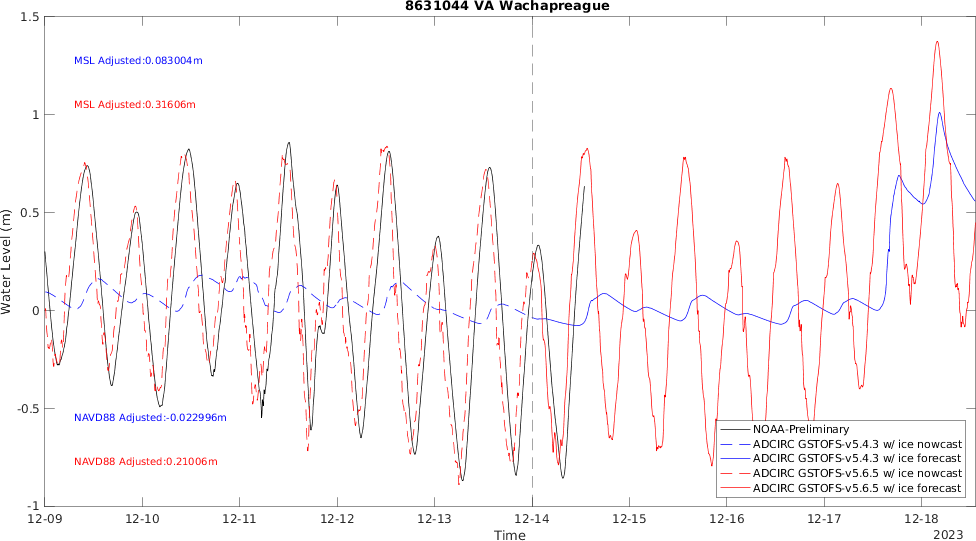 8631044 VA Wachapreague
1.5
1
0.5
0
-0.5
-1
Water Level (m)
MSL Adjusted:0.083004m
MSL Adjusted:0.31606m
NAVD88 Adjusted:-0.022996m
NAVD88 Adjusted:0.21006m
NOAA-Preliminary
ADCIRC GSTOFS-v5.4.3 w/ ice nowcast
ADCIRC GSTOFS-v5.4.3 w/ ice forecast
ADCIRC GSTOFS-v5.6.5 w/ ice nowcast
ADCIRC GSTOFS-v5.6.5 w/ ice forecast
12-09 12-10 12-11 12-12 12-13 12-14 12-15 12-16 12-17 12-18
Time
2023